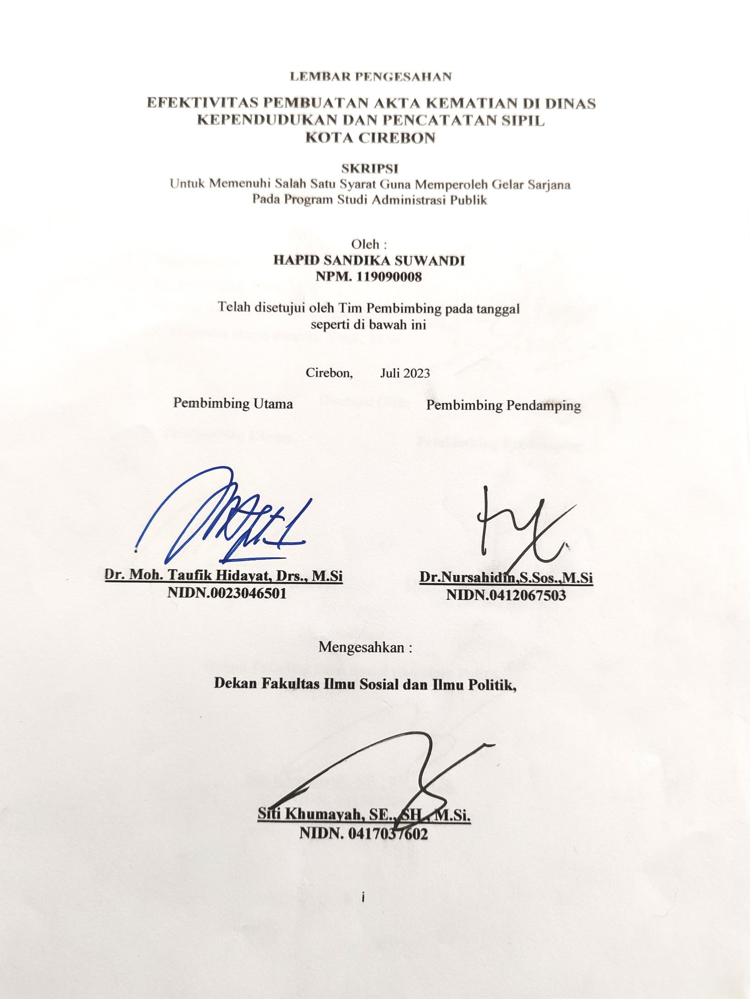 LEMBAR PENGESAHAN
EFEKTIVITAS PEMBUATAN AKTA KEMATIAN DI DINAS
KEPENDUDUKAN DAN PENCATATAN SIPIL
KOTA CIREBON
SKRIPSI
Untuk Memenuhi Salah Satu Syarat Guna Memperoleh Gelar Sarjana
Pada Program Studi Administrasi Publik
Oleh :
HAPID SANDIKA SUWANDI
NPM. 119090008
Telah disetujui oleh Tim Pembimbing pada tanggal
seperti di bawah ini
Cirebon, Juli 2023
Pembimbing Utama
Pembimbing Pendamping
Dr. Moh. Taufik Hidayat, Drs., M.Si
NIDN.0023046501
Dr.Nursahidin,S.Sos.,M.Si
NIDN.0412067503
Mengesahkan :
Dekan Fakultas Ilmu Sosial dan Ilmu Politik,
Siti Khumayah, SE., SH., M.Si.
NIDN. 0417037602
i